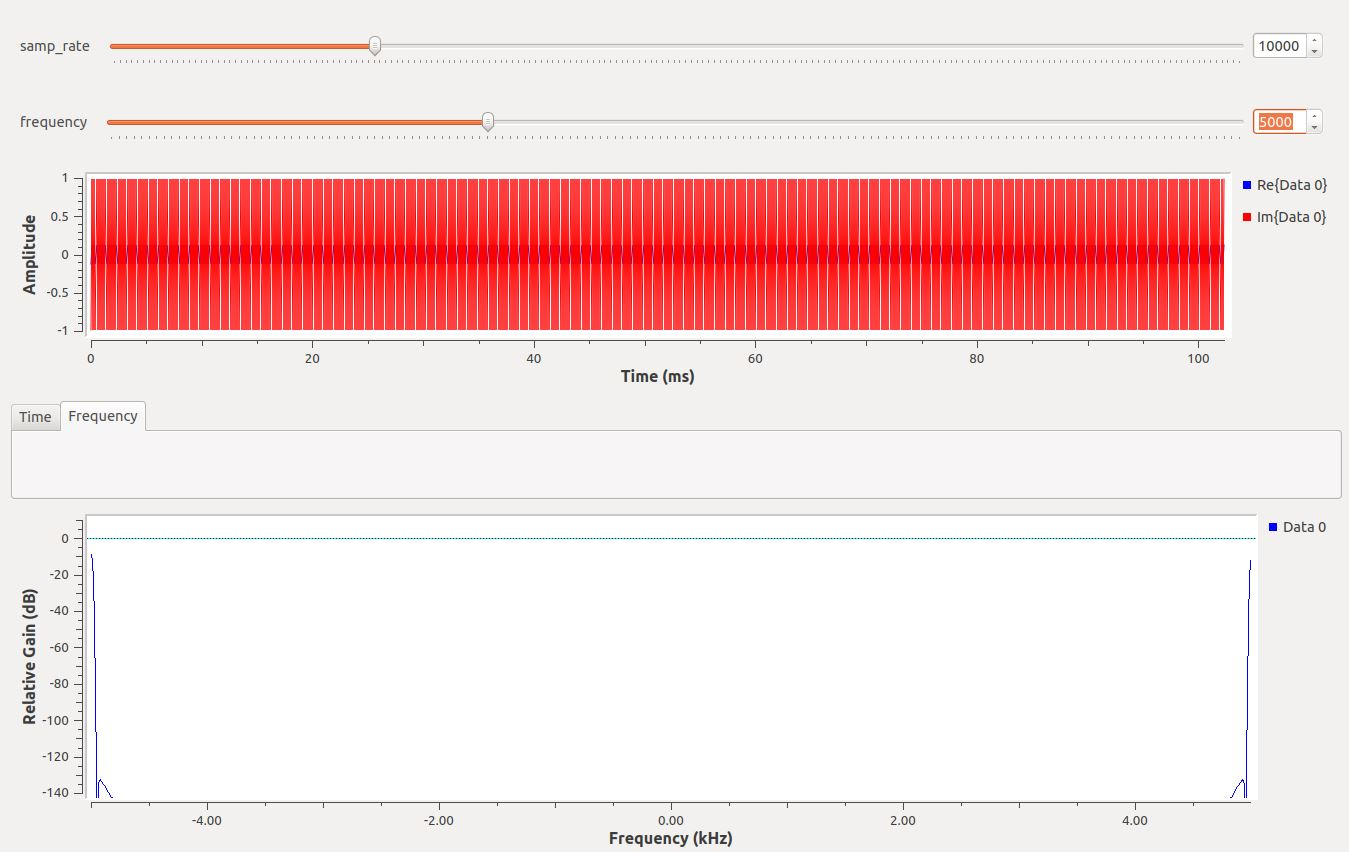 samp_rate 10000
frequency 5000
1
0.5
0
-0.5
-1
Amplitude
Re{Data 0}
Im{Data 0}
0 20 40 60 80 100
Time (ms)
Time Frequency
0
-20
-40
-60
-80
-100
-120
-140
Relative Gain (dB)
Data 0
-4.00 -2.00 0.00 2.00 4.00
Frequency (kHz)